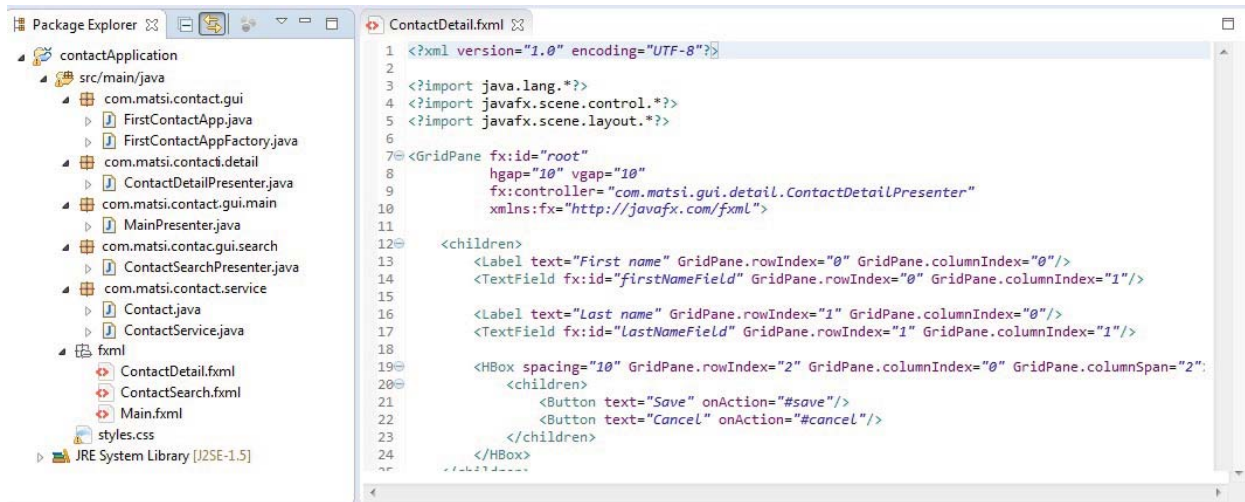 Package Explorer
contactApplication
src/main/java
com.matsi.contact.gui
FirstContactApp.java
FirstContactAppFactory.java
com.matsi.contacti.detail
ContactDetailPresenter.java
com.matsi.contact.gui.main
MainPresenter.java
com.matsi.contac.gui.search
ContactSearchPresenter.java
com.matsi.contact.service
Contact.java
ContactService.java
fxml
ContactDetail.fxml
ContactSearch.fxml
Main.fxml
styles.css
JRE System Library [J2SE-1.5]
ContactDetail.fxml
1 <?xml version="1.0" encoding="UTF-8"?>
2
3 <?import java.lang.*?>
4 <?import javafx.scene.control.*?>
5 <?import javafx.scene.layout.*?>
6
7 <GridPane fx:id="root"
8 hgap="10" vgap="10"
9 fx:controller="com.matsi.gui.detail.ContactDetailPresenter"
10 xmlns:fx="http://javafx.com/fxml">
11
12 <children>
13 <Label text="First name" GridPane.rowIndex="0" GridPane.columnIndex="0"/>
14 <TextField fx:id="firstNameField" GridPane.rowIndex="0" GridPane.columnIndex="1"/>
15
16 <Label text="Last name" GridPane.rowIndex="1" GridPane.columnIndex="0"/>
17 <TextField fx:id="lastNameField" GridPane.rowIndex="1" GridPane.columnIndex="1"/>
18
19 <HBox spacing="10" GridPane.rowIndex="2" GridPane.columnIndex="0" GridPane.columnSpan="2"
20 <children>
21 <Button text="Save" onAction="#save"/>
22 <Button text="Cancel" onAction="#cancel"/>
23 </children>
24 </HBox>